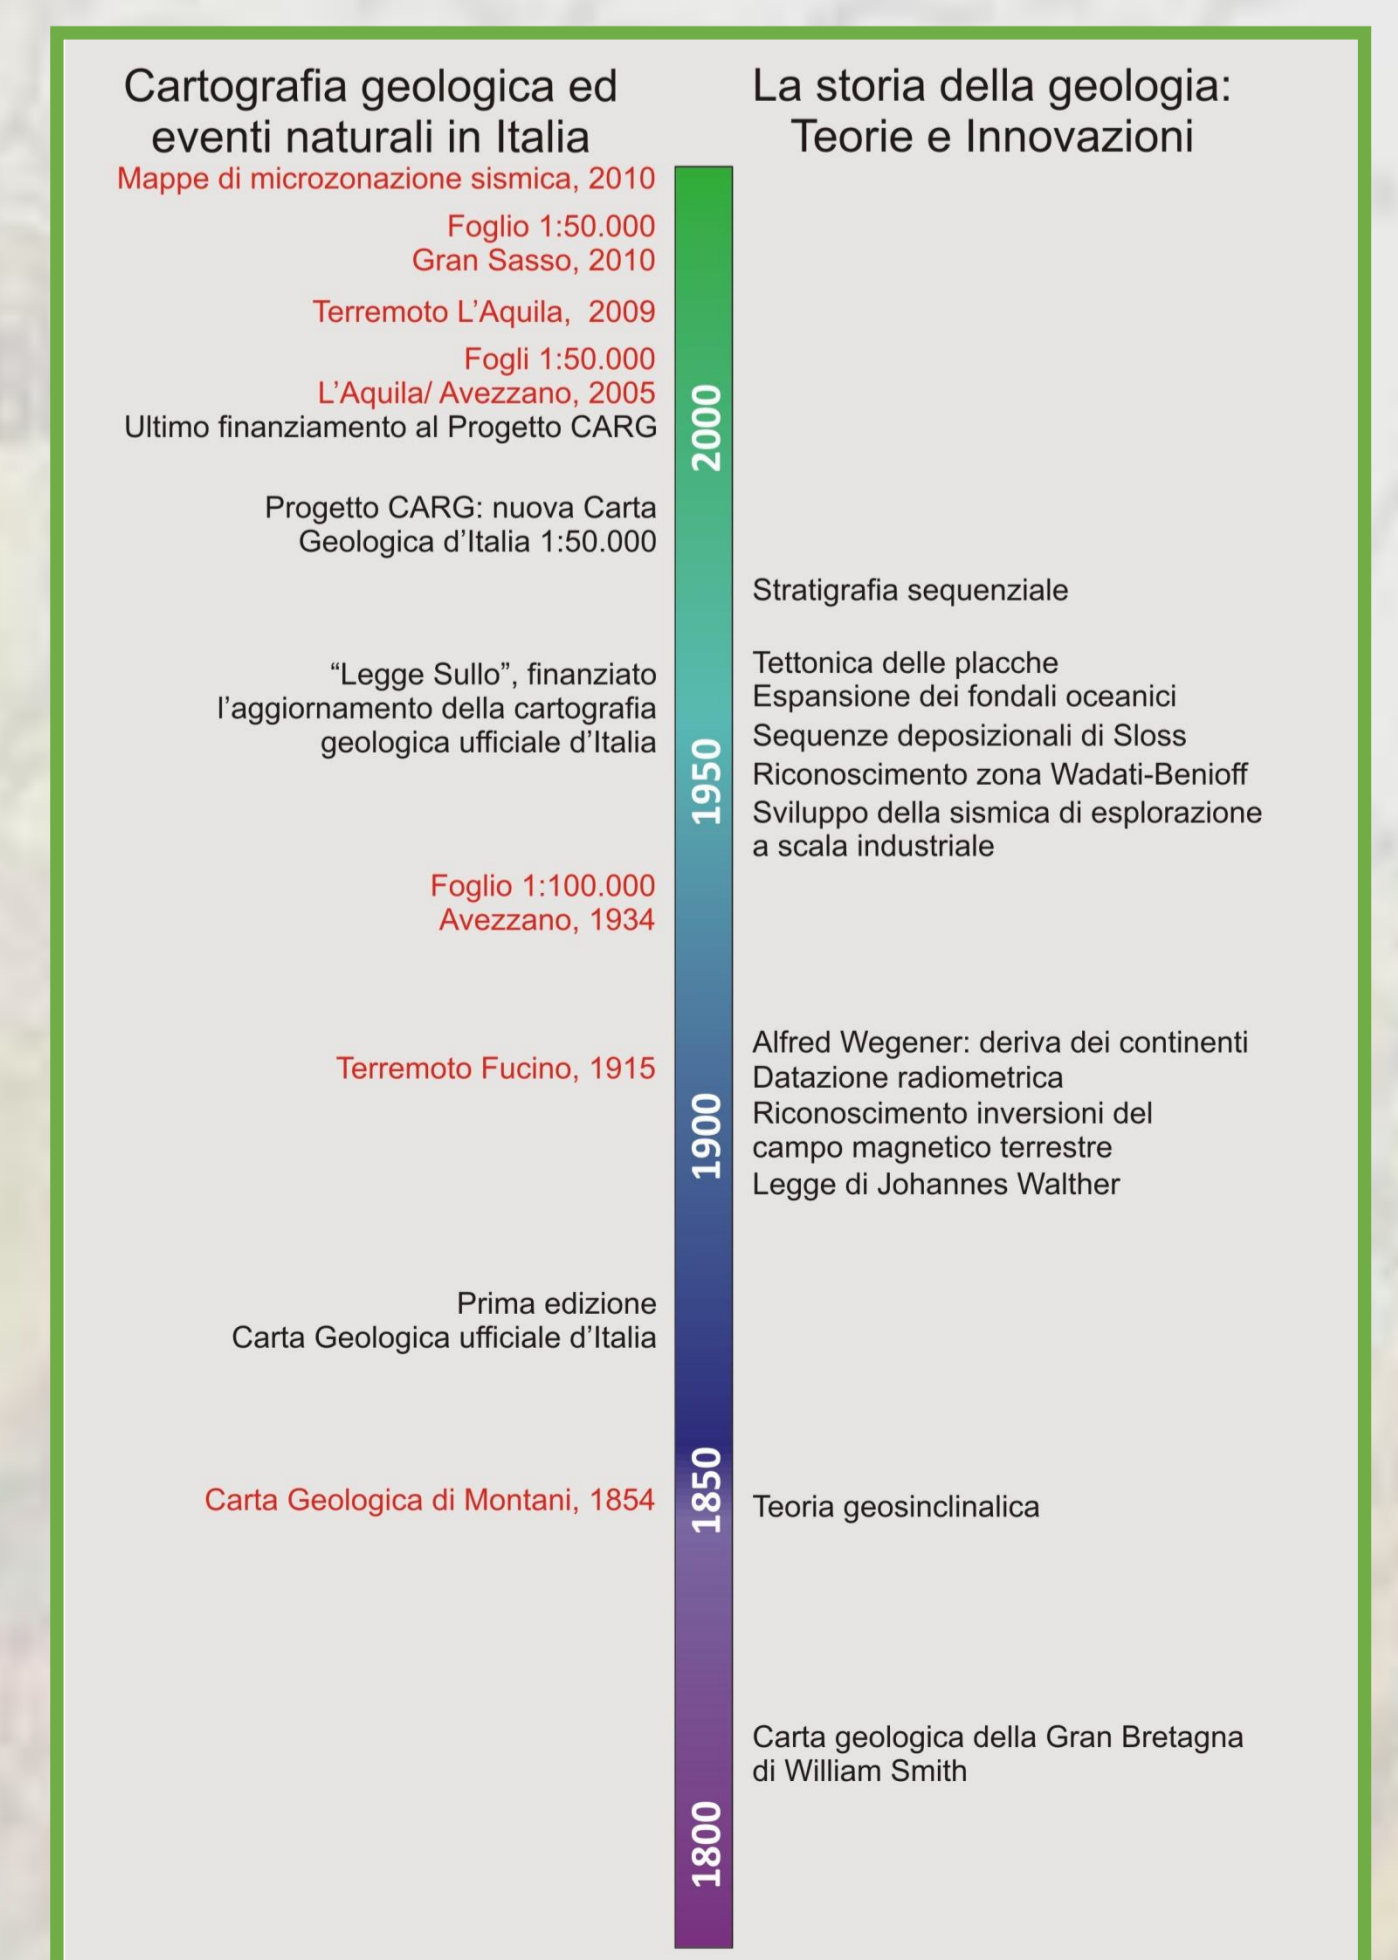 Cartografia geologica ed
eventi naturali in Italia
Mappe di microzonazione sismica, 2010
Foglio 1:50.000
Gran Sasso, 2010
Terremoto L’Aquila,  2009
Fogli 1:50.000
L’Aquila/ Avezzano, 2005
Ultimo finanziamento al Progetto CARG
Progetto CARG: nuova Carta
Geologica d’Italia 1:50.000
“Legge Sullo”, finanziato
l’aggiornamento della cartografia
geologica ufficiale d’Italia
Foglio 1:100.000
Avezzano, 1934
Terremoto Fucino, 1915
Prima edizione
Carta Geologica ufficiale d’Italia
Carta Geologica di Montani, 1854
2000
1950
1900
1850
1800
La storia della geologia:
Teorie e Innovazioni
Stratigrafia sequenziale
Tettonica delle placche
Espansione dei fondali oceanici
Sequenze deposizionali di Sloss
Riconoscimento zona Wadati-Benioff
Sviluppo della sismica di esplorazione
a scala industriale
Alfred Wegener: deriva dei continenti
Datazione radiometrica
Riconoscimento inversioni del
campo magnetico terrestre
Legge di Johannes Walther
Teoria geosinclinalica
Carta geologica della Gran Bretagna
di William Smith